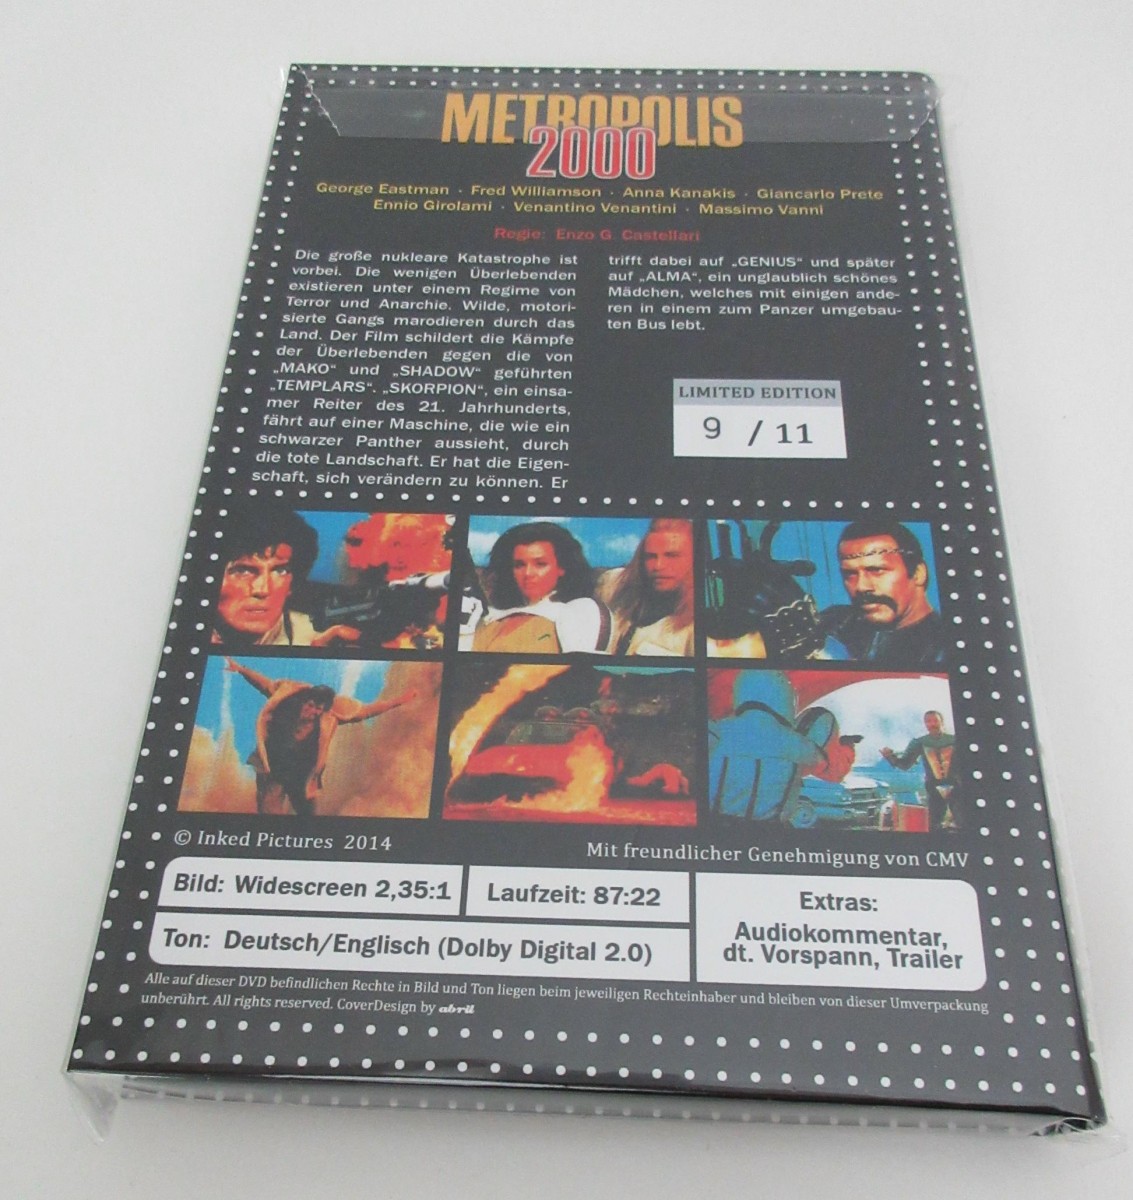 METROPOLIS
2000
George Eastman · Fred Williamson · Anna Kanakis · Giancarlo Prete
Ennio Girolami · Venantino Venantini · Massimo Vanni
Regie: Enzo G. Castellari
Die große nukleare Katastrophe ist
vorbei. Die wenigen Überlebenden
existieren unter einem Regime von
Terror und Anarchie. Wilde, motori-
sierte Gangs marodieren durch das
Land. Der Film schildert die Kämpfe
der Überlebenden gegen die von
„MAKO“ und „SHADOW“ geführten
„TEMPLARS“. „SKORPION“, ein einsa-
mer Reiter des 21. Jahrhunderts,
fährt auf einer Maschine, die wie ein
schwarzer Panther aussieht, durch
die tote Landschaft. Er hat die Eigen-
schaft, sich verändern zu können. Er
trifft dabei auf „GENIUS“ und später
auf „ALMA“, ein unglaublich schönes
Mädchen, welches mit einigen ande-
ren in einem zum Panzer umgebau-
ten Bus lebt.
LIMITED EDITION
9 / 11
© Inked Pictures 2014
Mit freundlicher Genehmigung von CMV
Bild: Widescreen 2,35:1
Laufzeit: 87:22
Ton: Deutsch/Englisch (Dolby Digital 2.0)
Extras:
Audiokommentar,
dt. Vorspann, Trailer
Alle auf dieser DVD befindlichen Rechte in Bild und Ton liegen beim jeweiligen Rechteinhaber und bleiben von dieser Umverpackung
unberührt. All rights reserved. CoverDesign by abril